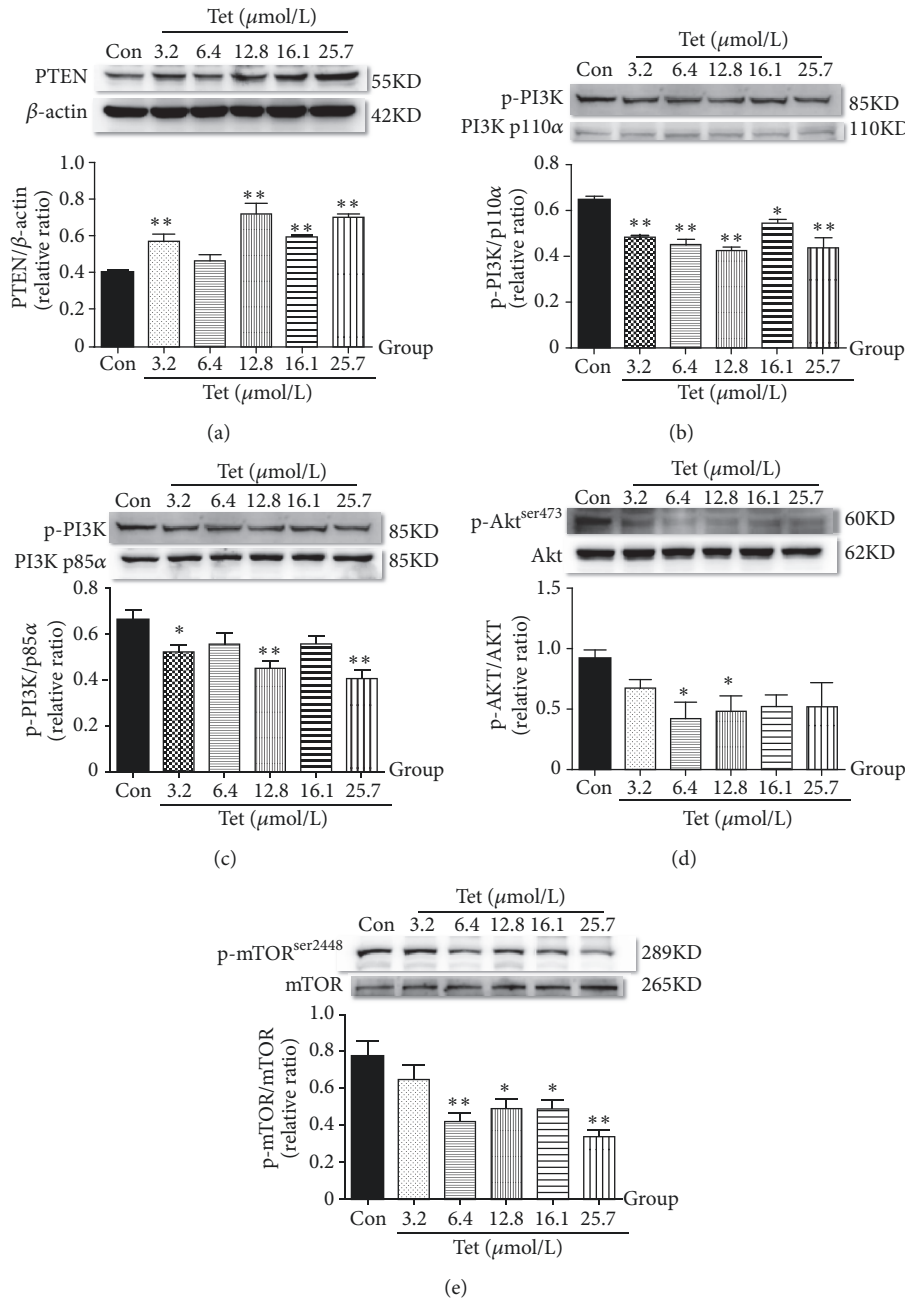 Tet (μmol/L)
Con 3.2 6.4 12.8 16.1 25.7
PTEN 55KD
β-actin 42KD
1.0
0.8
0.6
0.4
0.2
0
PTEN/β-actin
(relative ratio)
** ** ** **
Group
Con 3.2 6.4 12.8 16.1 25.7
Tet (μmol/L)
(a)
Tet (μmol/L)
Con 3.2 6.4 12.8 16.1 25.7
p-PI3K 85KD
PI3K p110α 110KD
0.8
0.6
0.4
0.2
0
p-PI3K/p110α
(relative ratio)
** ** ** * **
Group
Con 3.2 6.4 12.8 16.1 25.7
Tet (μmol/L)
(b)
Tet (μmol/L)
Con 3.2 6.4 12.8 16.1 25.7
p-PI3K 85KD
PI3K p85α 85KD
0.8
0.6
0.4
0.2
0
p-PI3K/p85α
(relative ratio)
* ** **
Group
Con 3.2 6.4 12.8 16.1 25.7
Tet (μmol/L)
(c)
Tet (μmol/L)
Con 3.2 6.4 12.8 16.1 25.7
p-Akt^ser473 60KD
Akt 62KD
1.5
1.0
0.5
0
p-AKT/AKT
(relative ratio)
* *
Group
Con 3.2 6.4 12.8 16.1 25.7
Tet (μmol/L)
(d)
Tet (μmol/L)
Con 3.2 6.4 12.8 16.1 25.7
p-mTOR^ser2448 289KD
mTOR 265KD
1.0
0.8
0.6
0.4
0.2
0
p-mTOR/mTOR
(relative ratio)
** * * **
Group
Con 3.2 6.4 12.8 16.1 25.7
Tet (μmol/L)
(e)